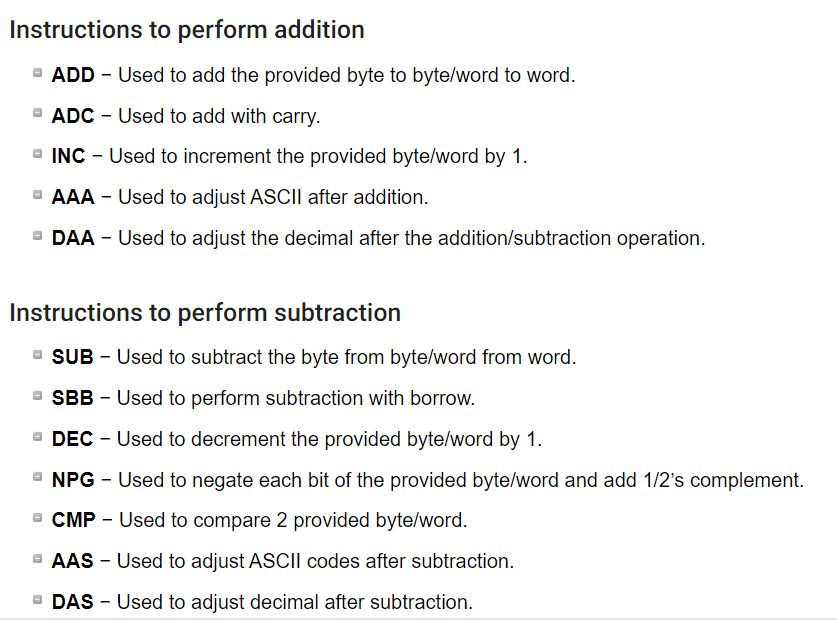 Instructions to perform addition
ADD − Used to add the provided byte to byte/word to word.
ADC − Used to add with carry.
INC − Used to increment the provided byte/word by 1.
AAA − Used to adjust ASCII after addition.
DAA − Used to adjust the decimal after the addition/subtraction operation.
Instructions to perform subtraction
SUB − Used to subtract the byte from byte/word from word.
SBB − Used to perform subtraction with borrow.
DEC − Used to decrement the provided byte/word by 1.
NPG − Used to negate each bit of the provided byte/word and add 1/2’s complement.
CMP − Used to compare 2 provided byte/word.
AAS − Used to adjust ASCII codes after subtraction.
DAS − Used to adjust decimal after subtraction.